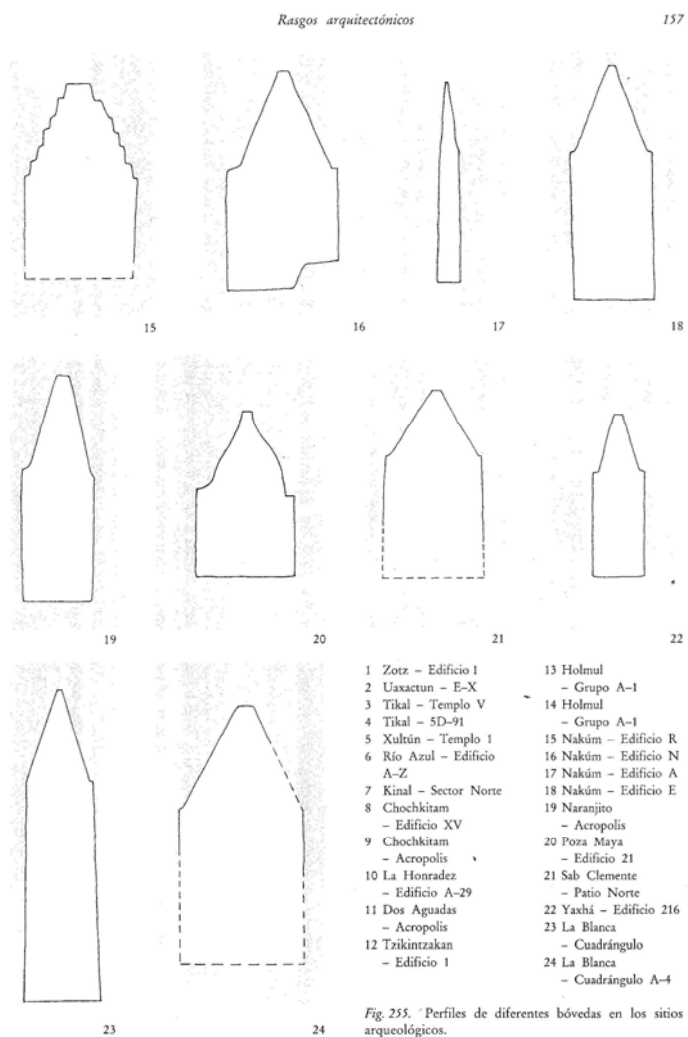 Rasgos arquitectónicos 157
15
16
17
18
19
20
21
22
1 Zotz – Edificio 1
2 Uaxactun – E–X
3 Tikal – Templo V
4 Tikal – 5D–91
5 Xultún – Templo 1
6 Río Azul – Edificio
A–Z
7 Kinal – Sector Norte
8 Chochkitam
– Edificio XV
9 Chochkitam
– Acropolis
10 La Honradez
– Edificio A–29
11 Dos Aguadas
– Acropolis
12 Tzikintzakan
– Edificio 1
13 Holmul
– Grupo A–1
14 Holmul
– Grupo A–1
15 Nakúm – Edificio R
16 Nakúm – Edificio N
17 Nakúm – Edificio A
18 Nakúm – Edificio E
19 Naranjito
– Acropolis
20 Poza Maya
– Edificio 21
21 Sab Clemente
– Patio Norte
22 Yaxhá – Edificio 216
23 La Blanca
– Cuadrángulo
24 La Blanca
– Cuadrángulo A–4
23
24
Fig. 255. Perfiles de diferentes bóvedas en los sitios
arqueológicos.